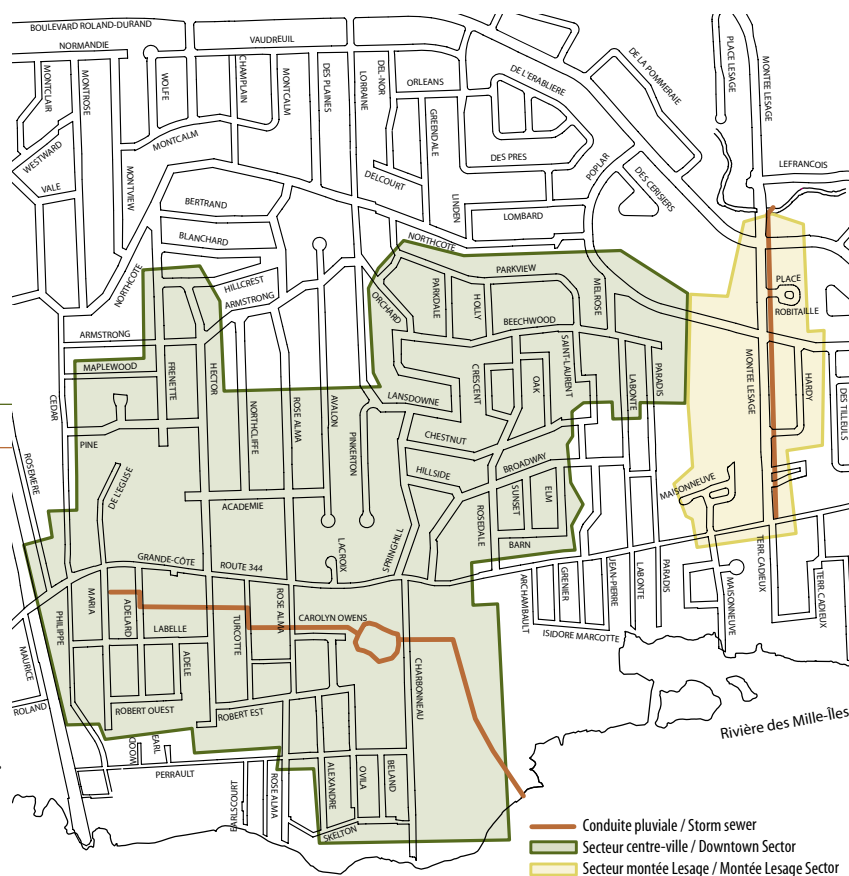 BOULEVARD ROLAND-DURAND
NORMANDIE
VAUDREUIL
MONTCLAIR
MONTROSE
WOLFE
CHAMPLAIN
MONTCALM
DES PLAINES
LORRAINE
DEL-NOR
ORLEANS
DE L'ERABLIERE
DE LA POMMERAIE
PLACE LESAGE
MONTEE LESAGE
WESTWARD
VALE
MONTVIEW
MONTCALM
GREENDALE
DES PRES
POPLAR
DES CERISIERS
LEFRANCOIS
DELCOURT
LINDEN
LOMBARD
BERTRAND
BLANCHARD
NORTHCOTE
NORTHCOTE
HILLCREST
ARMSTRONG
ORCHARD
PARKDALE
HOLLY
PARKVIEW
MELROSE
PLACE
ROBITAILLE
ARMSTRONG
MAPLEWOOD
FRENETTE
HECTOR
BEECHWOOD
SAINT-LAURENT
CRESCENT
OAK
LABONTE
PARADIS
MONTEE LESAGE
HARDY
DES TILLEULS
CEDAR
NORTHCLIFFE
ROSE ALMA
AVALON
PINKERTON
LANSDOWNE
CHESTNUT
PINE
ROSEMERE
DE L'EGLISE
HILLSIDE
BROADWAY
SUNSET
ELM
MAISONNEUVE
ACADEMIE
ROSEDALE
BARN
LACROIX
SPRINGHILL
GRANDE-CÔTE
ROUTE 344
MARIA
ADELARD
LABELLE
PHILIPPE
TURCOTTE
ROSE ALMA
CAROLYN OWENS
ARCHAMBAULT
GRENIER
JEAN-PIERRE
LABONTE
PARADIS
MAISONNEUVE
TERR. CADIEUX
TERR. CADIEUX
ISIDORE MARCOTTE
ADELE
MAURICE
ROLAND
ROBERT OUEST
ROBERT EST
CHARBONNEAU
WOOD
EARL
PERRAULT
EARLSCOURT
ROSE ALMA
ALEXANDRE
OVILA
BELAND
SKELTON
Rivière des Mille-Îles
Conduite pluviale / Storm sewer
Secteur centre-ville / Downtown Sector
Secteur montée Lesage / Montée Lesage Sector